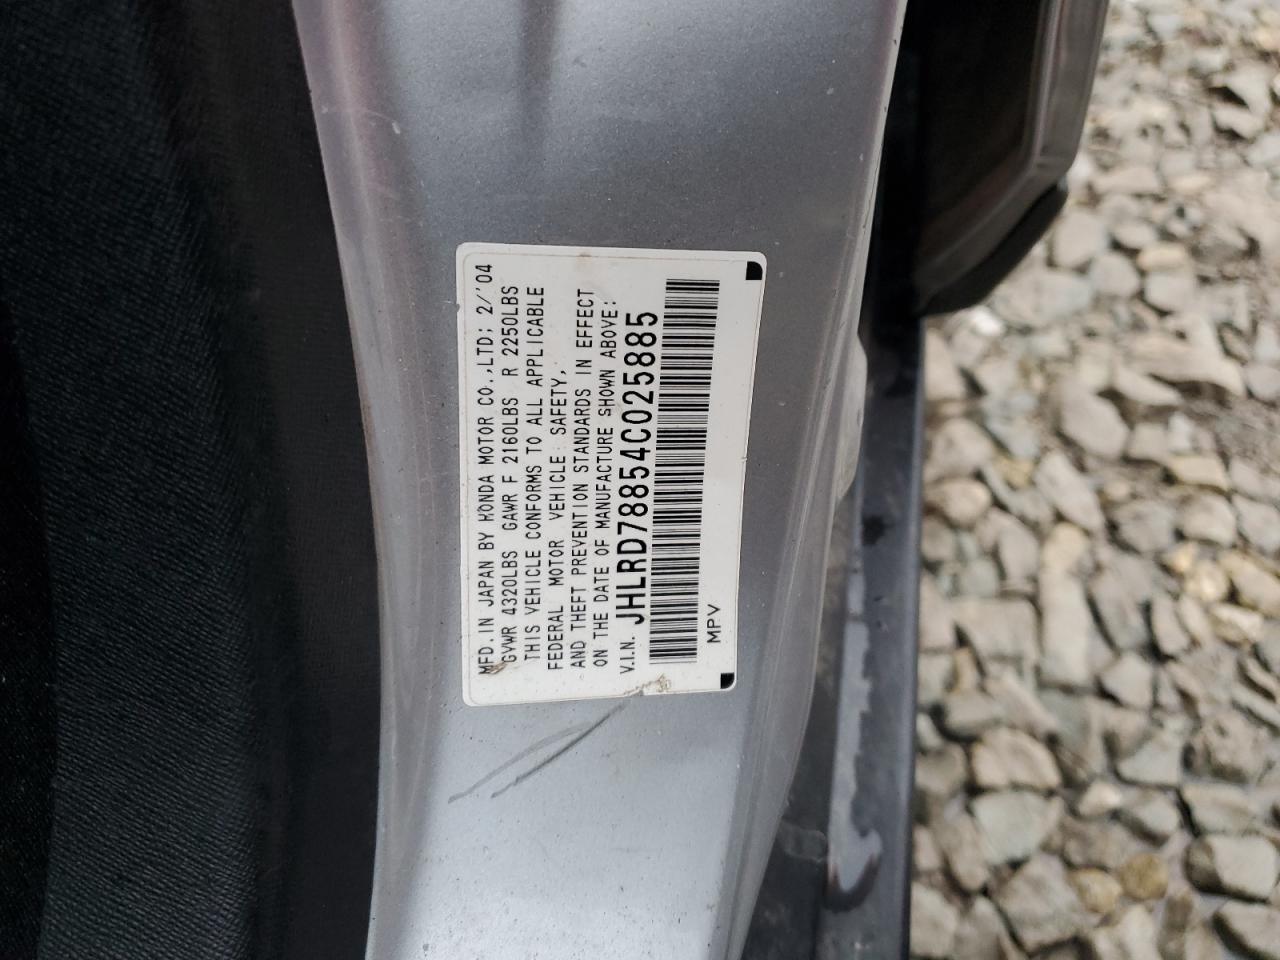 MFD. IN JAPAN BY HONDA MOTOR CO.,LTD; 2/'04
GVWR 4320LBS GAWR F 2160LBS R 2250LBS
THIS VEHICLE CONFORMS TO ALL APPLICABLE
FEDERAL MOTOR VEHICLE SAFETY,
AND THEFT PREVENTION STANDARDS IN EFFECT
ON THE DATE OF MANUFACTURE SHOWN ABOVE:
V.I.N. JHLRD78854C025885
MPV